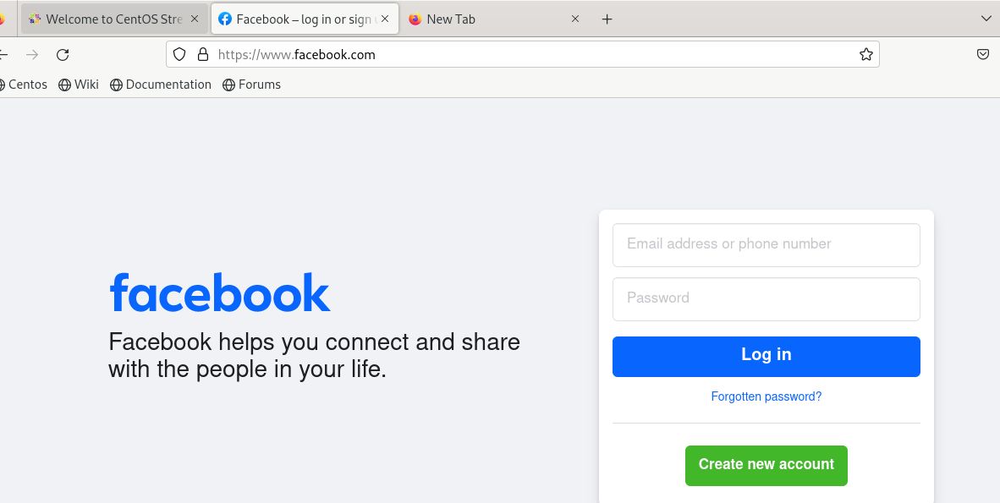 Welcome to CentOS Stre
Facebook – log in or sign u
New Tab
https://www.facebook.com
Centos
Wiki
Documentation
Forums
facebook
Facebook helps you connect and share
with the people in your life.
Email address or phone number
Password
Log in
Forgotten password?
Create new account